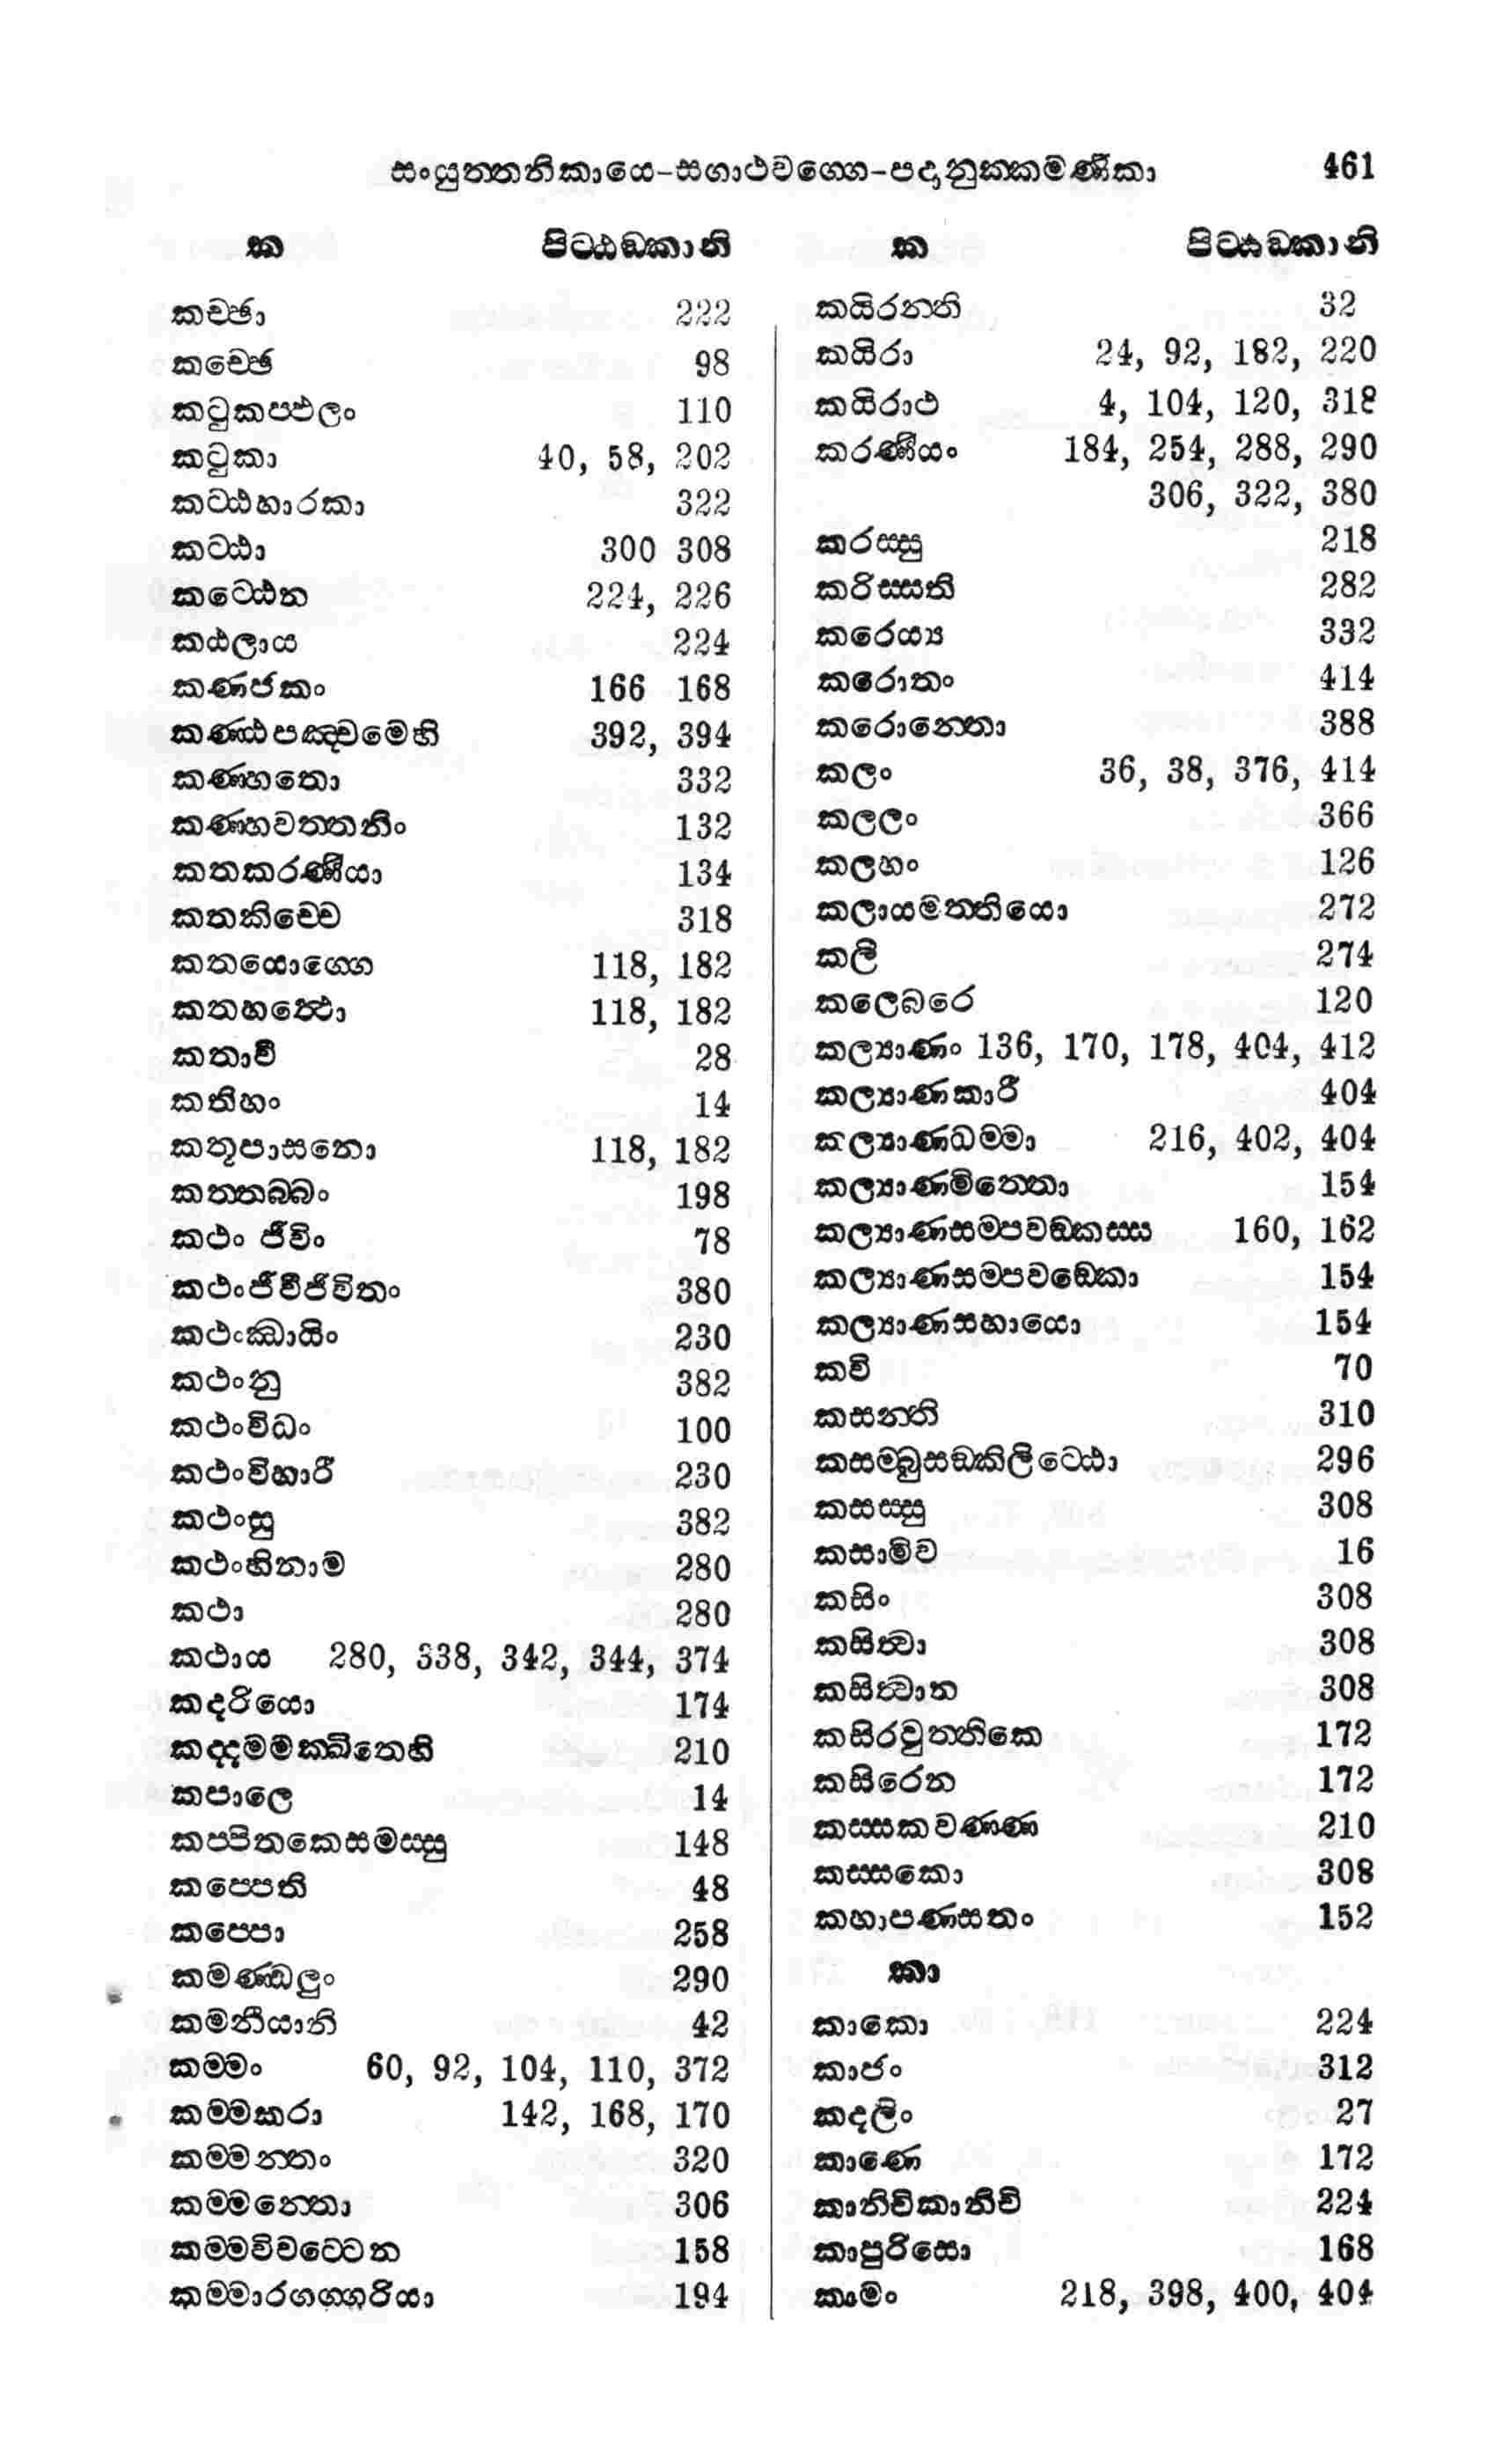 සංයුත්තනිකායෙ-සගාථවග්ගෙ-පදානුක්කමණිකා 461
ක පිට්ඨඞ්කානි
කච්ඡා 222
කච්ඡෙ 98
කටුකප්ඵලං 110
කටුකා 40, 58, 202
කට්ඨහාරකා 322
කට්ඨා 300 308
කට්ඨෙන 224, 226
කඨලාය 224
කණාජකං 166 168
කණ්ඨපඤ්චමෙහි 392, 394
කණ්හතො 332
කණ්හවත්තනිං 132
කතකරණීයා 134
කතකිච්චෙ 318
කතයොග්ගෙ 118, 182
කතහත්ථො 118, 182
කතාවී 28
කතිහං 14
කතූපාසනො 118, 182
කත්තබ්බං 198
කථං ජීවිං 78
කථංජීවීජීවිතං 380
කථංඣායිං 230
කථංනු 382
කථංවිධං 100
කථංවිහාරී 230
කථංසු 382
කථංහිනාම 280
කථා 280
කථාය 280, 338, 342, 344, 374
කදරියො 174
කද්දමමක්ඛිතෙහි 210
කපාලෙ 14
කප්පිතකෙසමස්සු 148
කප්පෙති 48
කප්පො 258
කමණ්ඩලුං 290
කමනීයානි 42
කම්මං 60, 92, 104, 110, 372
කම්මකරා 142, 168, 170
කම්මන්තං 320
කම්මන්තො 306
කම්මවිවට්ටෙන 158
කම්මාරගග්ගරියා 194
ක පිට්ඨඞ්කානි
කයිරන්ති 32
කයිරා 24, 92, 182, 220
කයිරාථ 4, 104, 120, 318
කරණීයං 184, 254, 288, 290
306, 322, 380
කරස්සු 218
කරිස්සති 282
කරෙය්‍ය 332
කරොතං 414
කරොන්තො 388
කලං 36, 38, 376, 414
කලලං 366
කලහං 126
කලායමත්තියො 272
කලි 274
කලෙබරෙ 120
කල්‍යාණං 136, 170, 178, 404, 412
කල්‍යාණකාරී 404
කල්‍යාණධම්මා 216, 402, 404
කල්‍යාණමිත්තො 154
කල්‍යාණසම්පවඞ්කස්ස 160, 162
කල්‍යාණසම්පවඞ්කො 154
කල්‍යාණසහායො 154
කවි 70
කසන්ති 310
කසම්බුසඞ්කිලිට්ඨො 296
කසස්සු 308
කසාමිව 16
කසිං 308
කසිත්වා 308
කසිත්වාන 308
කසිරවුත්තිකෙ 172
කසිරෙන 172
කස්සකවණ්ණ 210
කස්සකො 308
කහාපණසතං 152
කා
කාකො 224
කාජං 312
කදලිං 27
කාණෙ 172
කානිචිකානිචි 224
කාපුරිසො 168
කාමං 218, 398, 400, 404